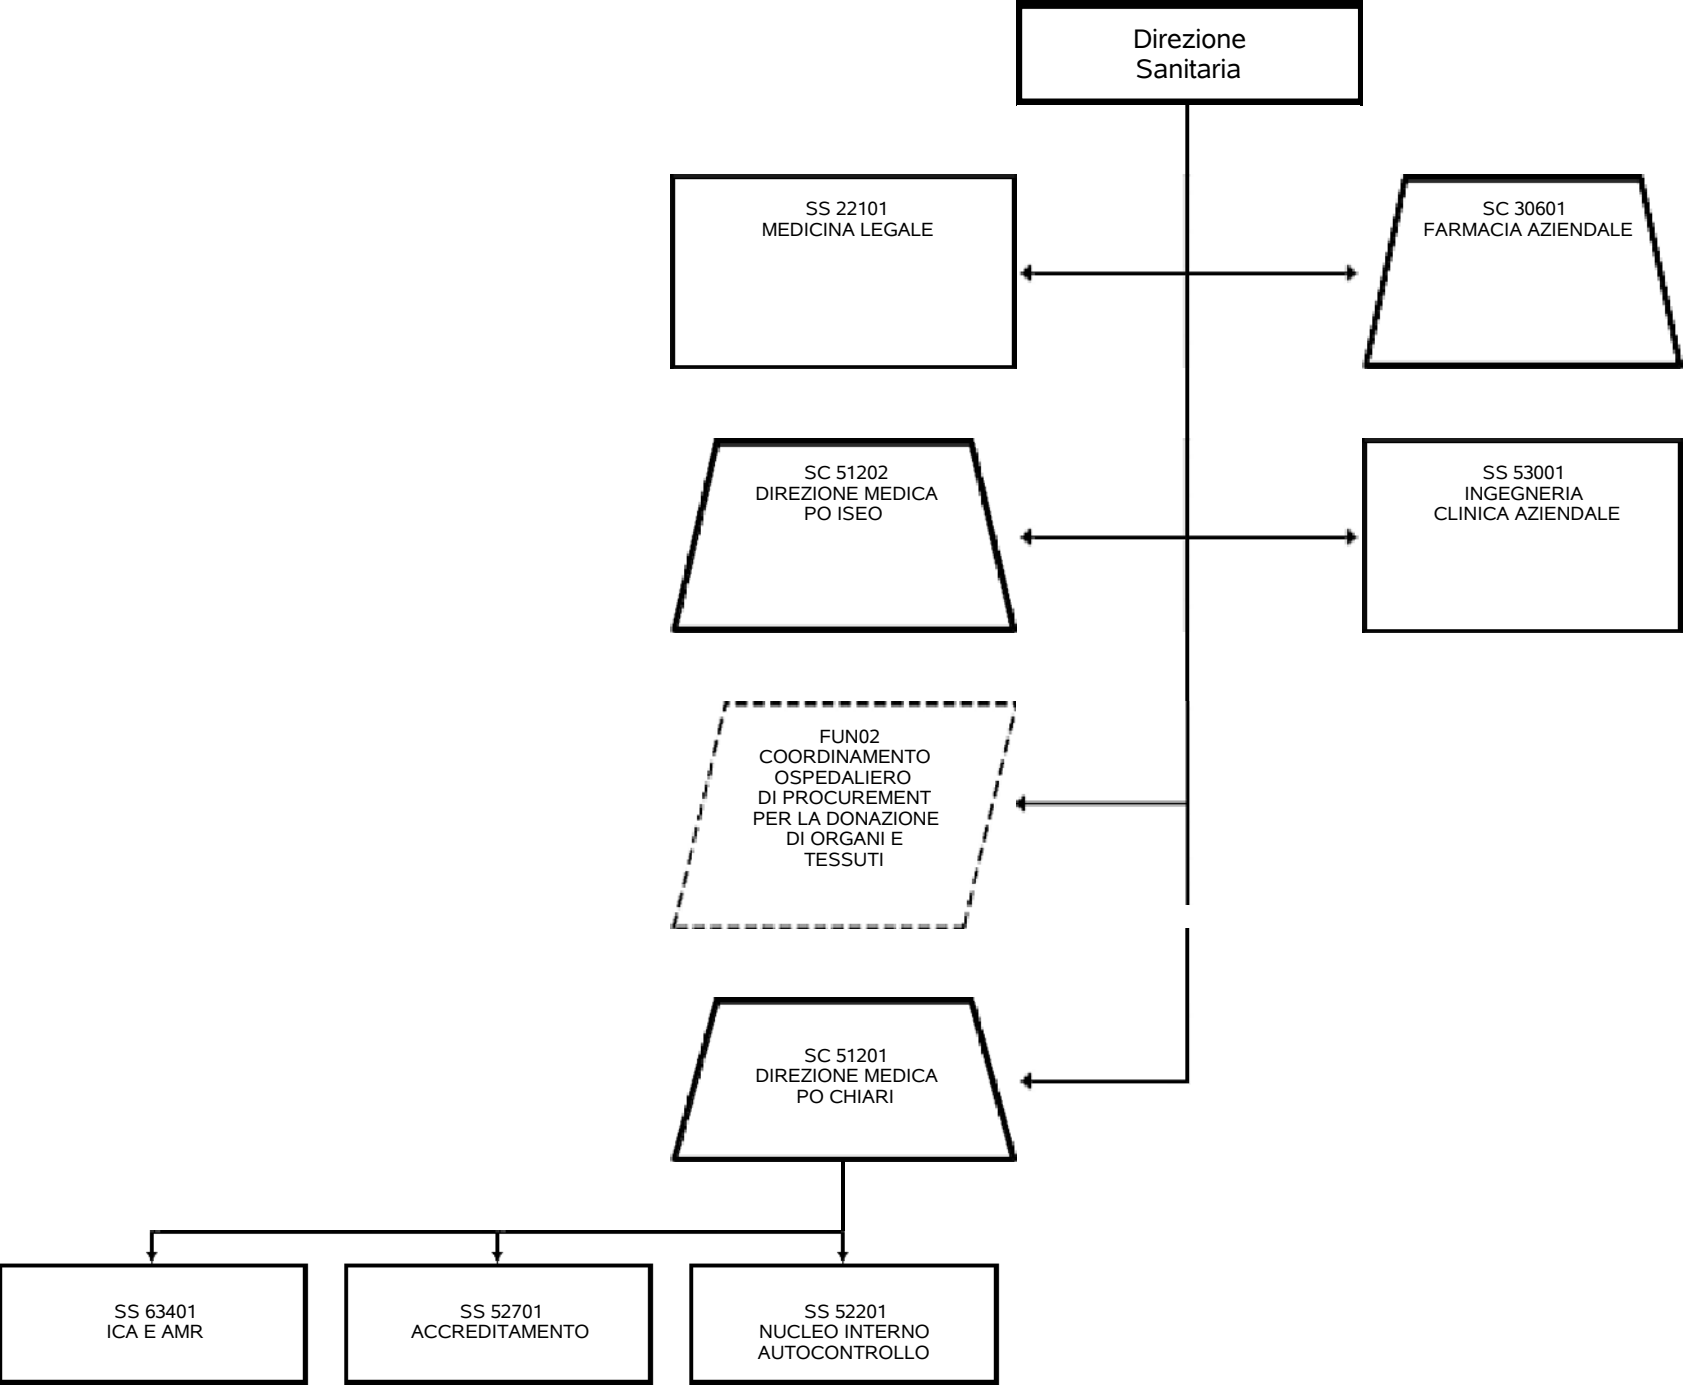 Direzione
Sanitaria
SS 22101
MEDICINA LEGALE
SC 30601
FARMACIA AZIENDALE
SC 51202
DIREZIONE MEDICA
PO ISEO
SS 53001
INGEGNERIA
CLINICA AZIENDALE
FUN02
COORDINAMENTO
OSPEDALIERO
DI PROCUREMENT
PER LA DONAZIONE
DI ORGANI E
TESSUTI
SC 51201
DIREZIONE MEDICA
PO CHIARI
SS 63401
ICA E AMR
SS 52701
ACCREDITAMENTO
SS 52201
NUCLEO INTERNO
AUTOCONTROLLO